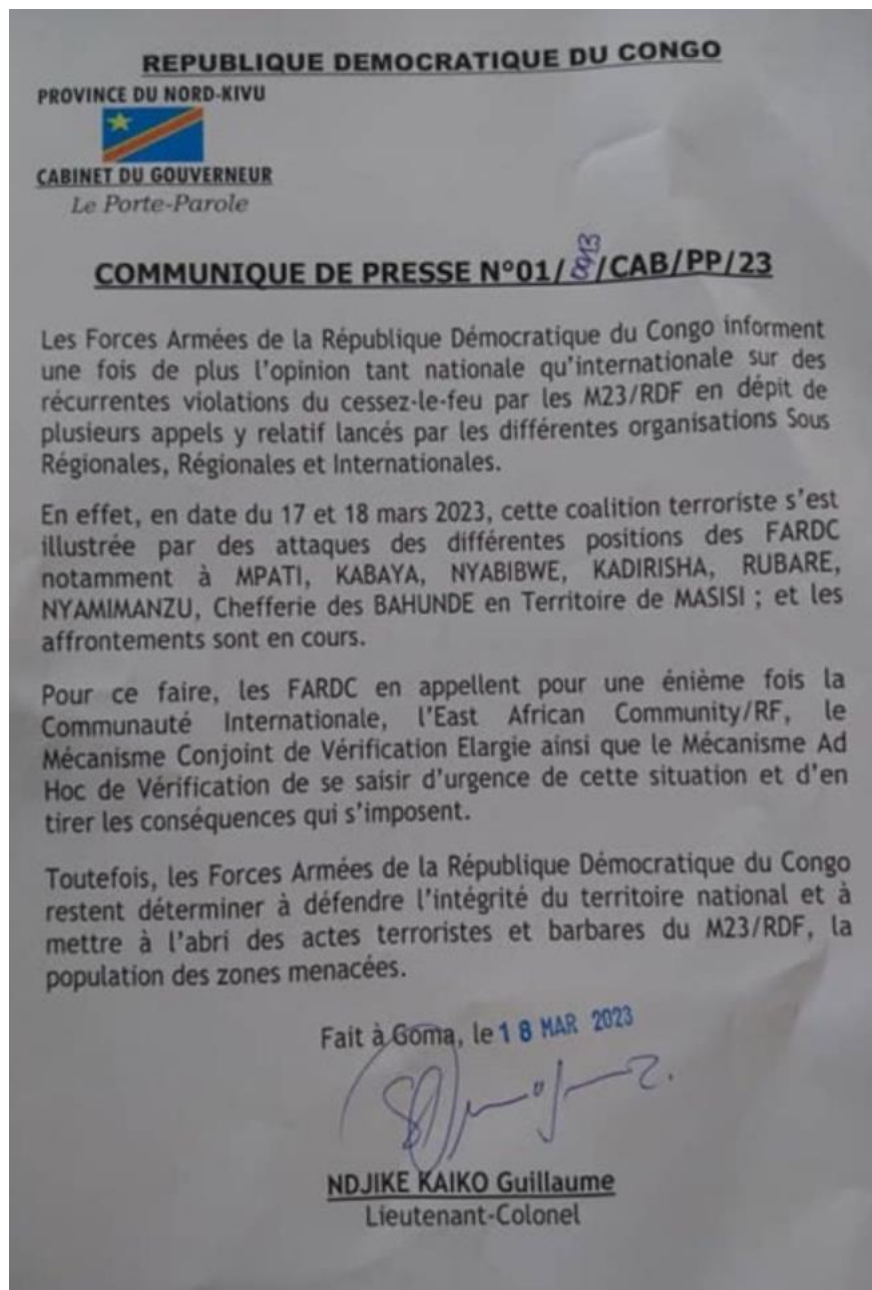 REPUBLIQUE DEMOCRATIQUE DU CONGO
PROVINCE DU NORD-KIVU
CABINET DU GOUVERNEUR
Le Porte-Parole
COMMUNIQUE DE PRESSE N°01/0913/CAB/PP/23
Les Forces Armées de la République Démocratique du Congo informent
une fois de plus l'opinion tant nationale qu'internationale sur des
récurrentes violations du cessez-le-feu par les M23/RDF en dépit de
plusieurs appels y relatif lancés par les différentes organisations Sous
Régionales, Régionales et Internationales.
En effet, en date du 17 et 18 mars 2023, cette coalition terroriste s'est
illustrée par des attaques des différentes positions des FARDC
notamment à MPATI, KABAYA, NYABIBWE, KADIRISHA, RUBARE,
NYAMIMANZU, Chefferie des BAHUNDE en Territoire de MASISI ; et les
affrontements sont en cours.
Pour ce faire, les FARDC en appellent pour une énième fois la
Communauté Internationale, l'East African Community/RF, le
Mécanisme Conjoint de Vérification Elargie ainsi que le Mécanisme Ad
Hoc de Vérification de se saisir d'urgence de cette situation et d'en
tirer les conséquences qui s'imposent.
Toutefois, les Forces Armées de la République Démocratique du Congo
restent déterminer à défendre l'intégrité du territoire national et à
mettre à l'abri des actes terroristes et barbares du M23/RDF, la
population des zones menacées.
Fait à Goma, le 18 MAR 2023
NDJIKE KAIKO Guillaume
Lieutenant-Colonel